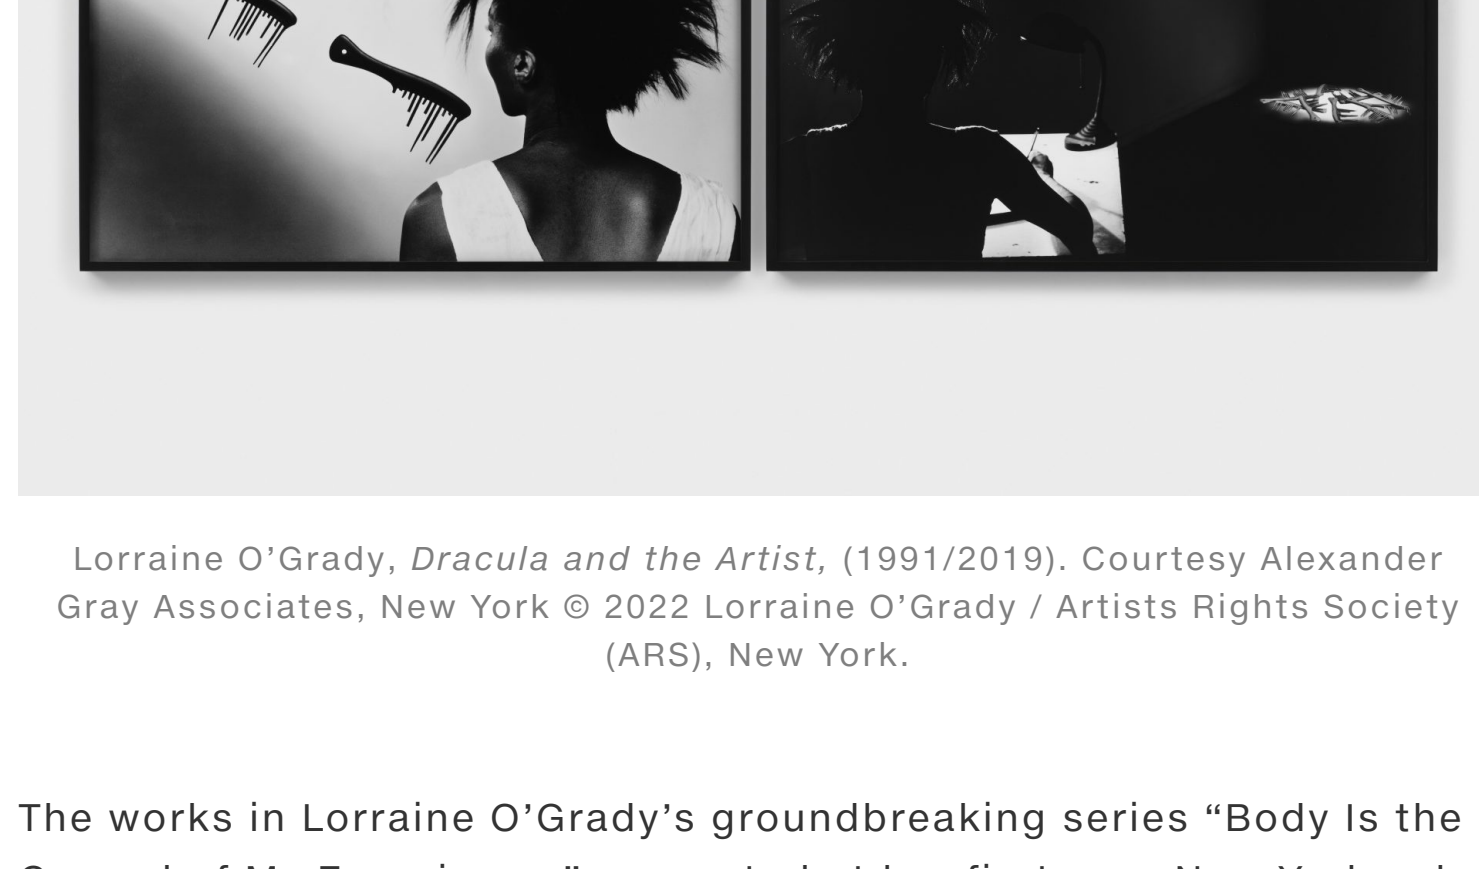 Lorraine O’Grady, Dracula and the Artist, (1991/2019). Courtesy Alexander
Gray Associates, New York © 2022 Lorraine O’Grady / Artists Rights Society
(ARS), New York.
The works in Lorraine O’Grady’s groundbreaking series “Body Is the